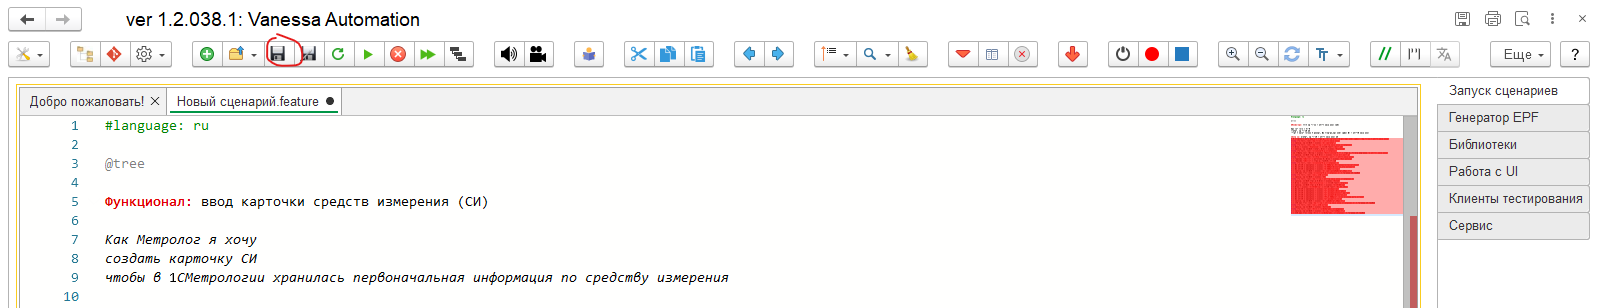 ver 1.2.038.1: Vanessa Automation
Еще
?
Добро пожаловать!
Новый сценарий.feature
1 #language: ru
2
3 @tree
4
5 Функционал: ввод карточки средств измерения (СИ)
6
7 Как Метролог я хочу
8 создать карточку СИ
9 чтобы в 1СМетрологии хранилась первоначальная информация по средству измерения
10
Запуск сценариев
Генератор EPF
Библиотеки
Работа с UI
Клиенты тестирования
Сервис